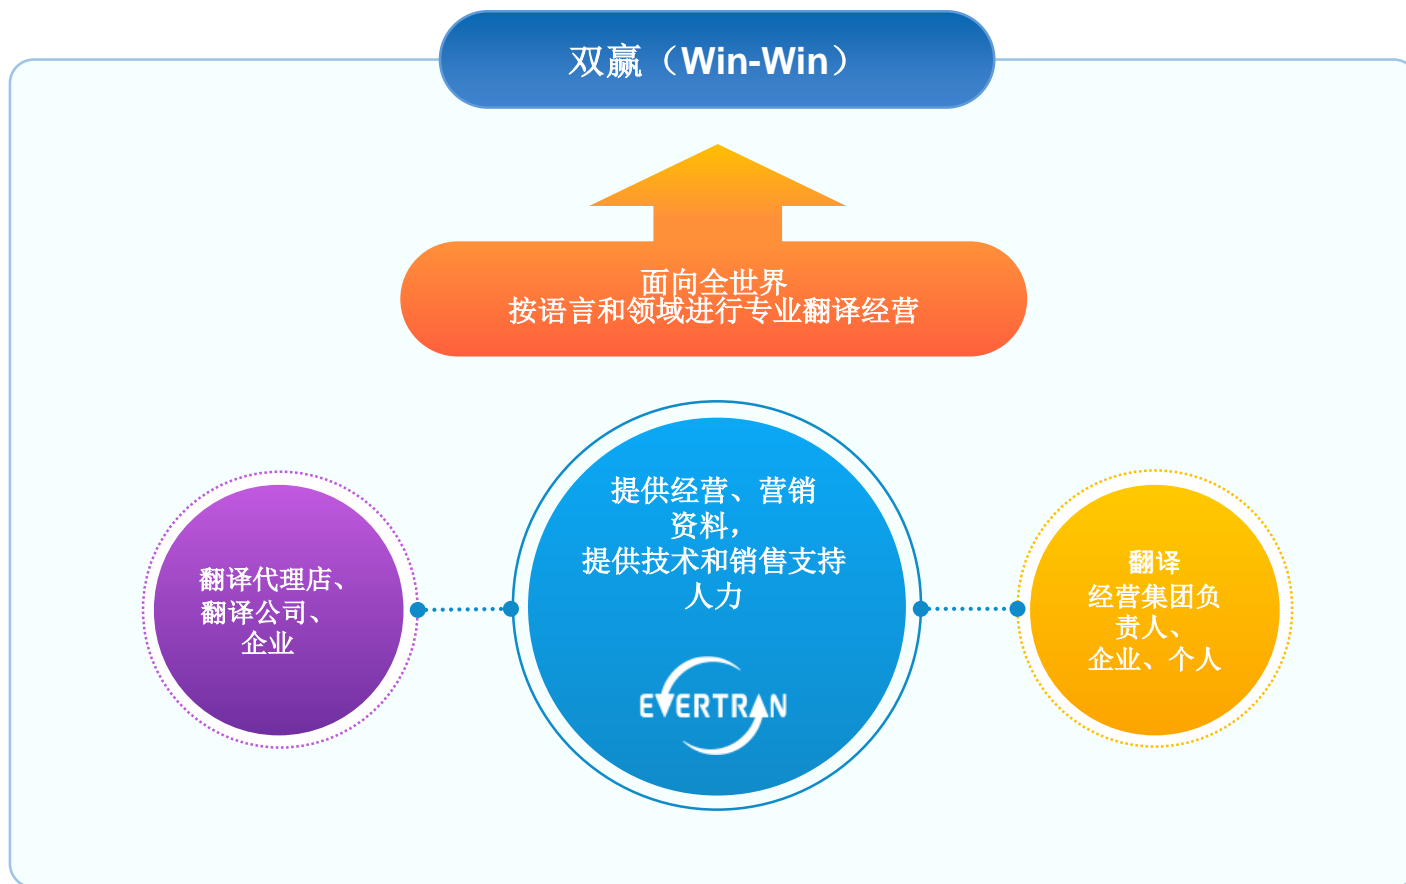 双赢（Win-Win）
面向全世界
按语言和领域进行专业翻译经营
提供经营、营销
资料，
提供技术和销售支持
人力
EVERTRAN
翻译代理店、
翻译公司、
企业
翻译
经营集团负
责人、
企业、个人